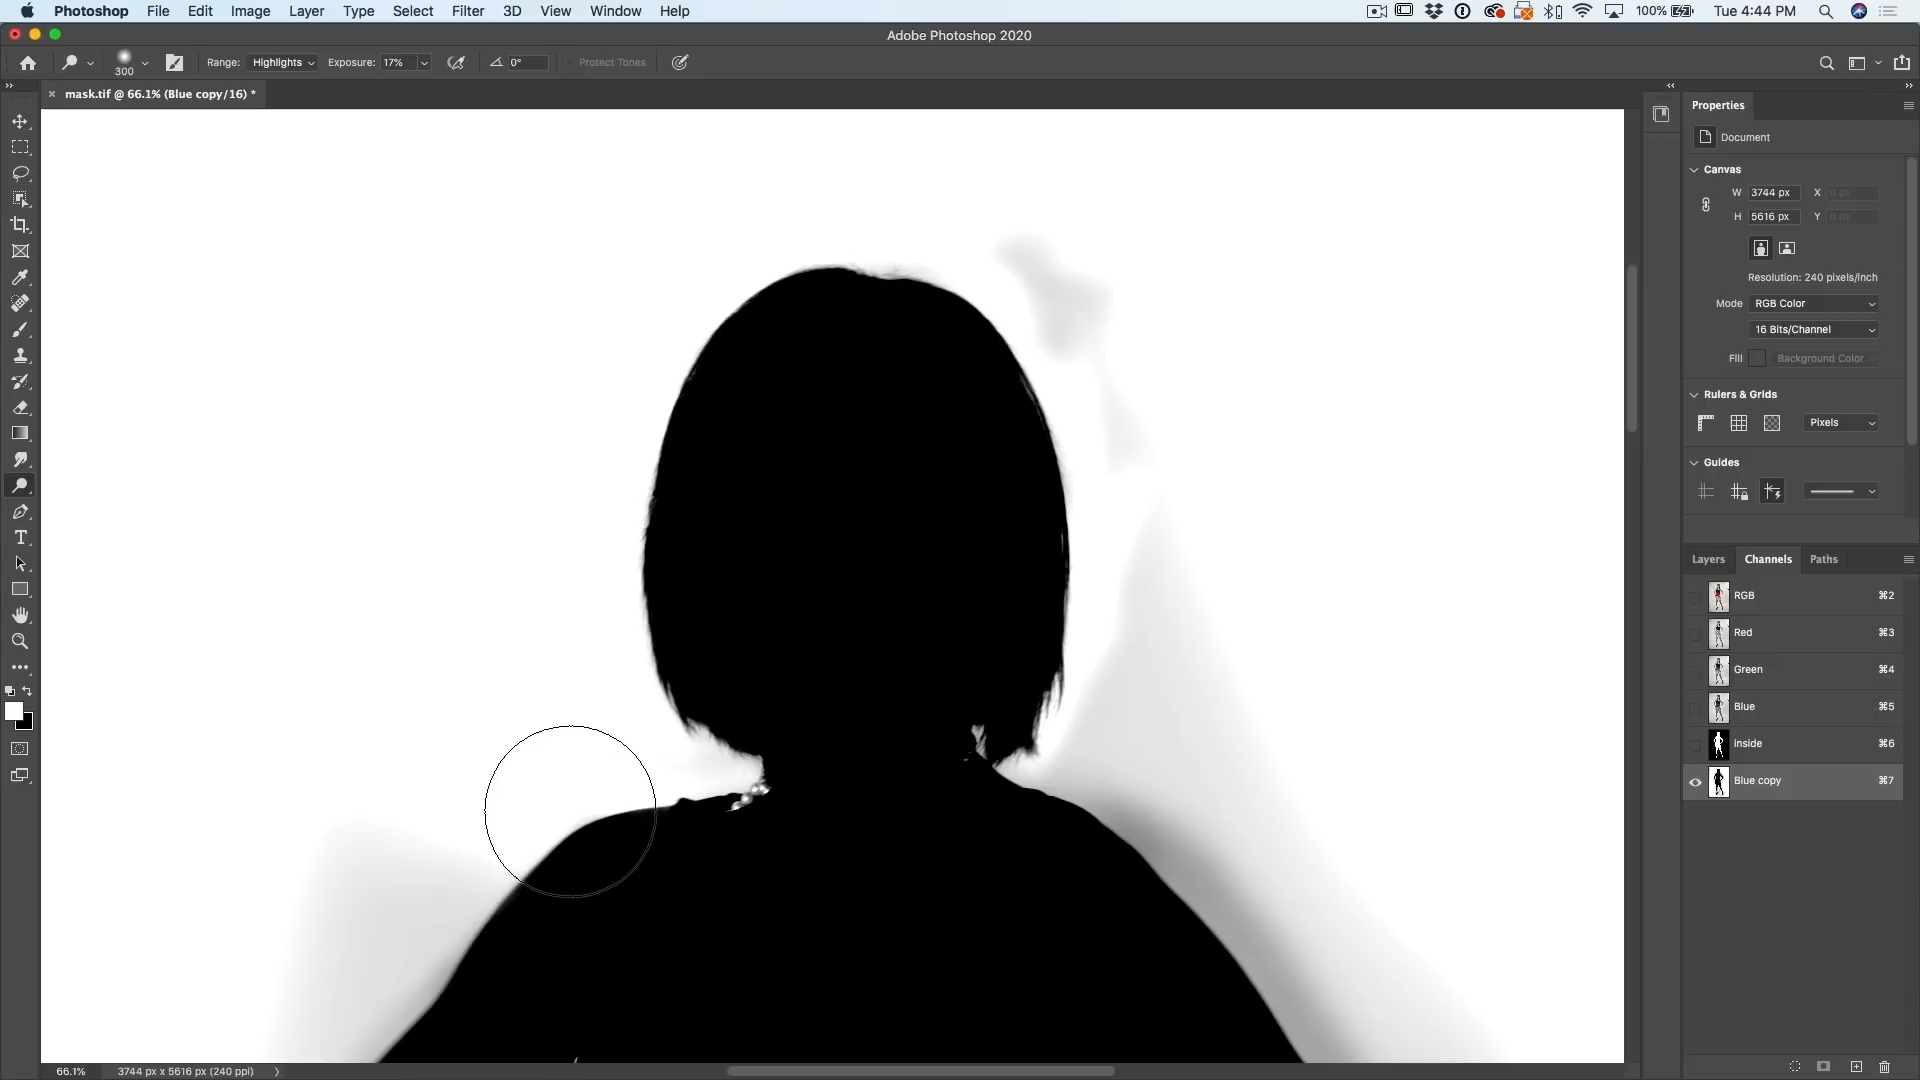 Photoshop File Edit Image Layer Type Select Filter 3D View Window Help 100% Tue 4:44 PM
Adobe Photoshop 2020
300 Range: Highlights Exposure: 17% 0° Protect Tones
mask.tif @ 66.1% (Blue copy/16) *
Properties
Document
Canvas
W 3744 px X 0 px
H 5616 px Y 0 px
Resolution: 240 pixels/inch
Mode RGB Color
16 Bits/Channel
Fill Background Color
Rulers & Grids
Pixels
Guides
Layers Channels Paths
RGB ⌘2
Red ⌘3
Green ⌘4
Blue ⌘5
Inside ⌘6
Blue copy ⌘7
66.1% 3744 px x 5616 px (240 ppi)